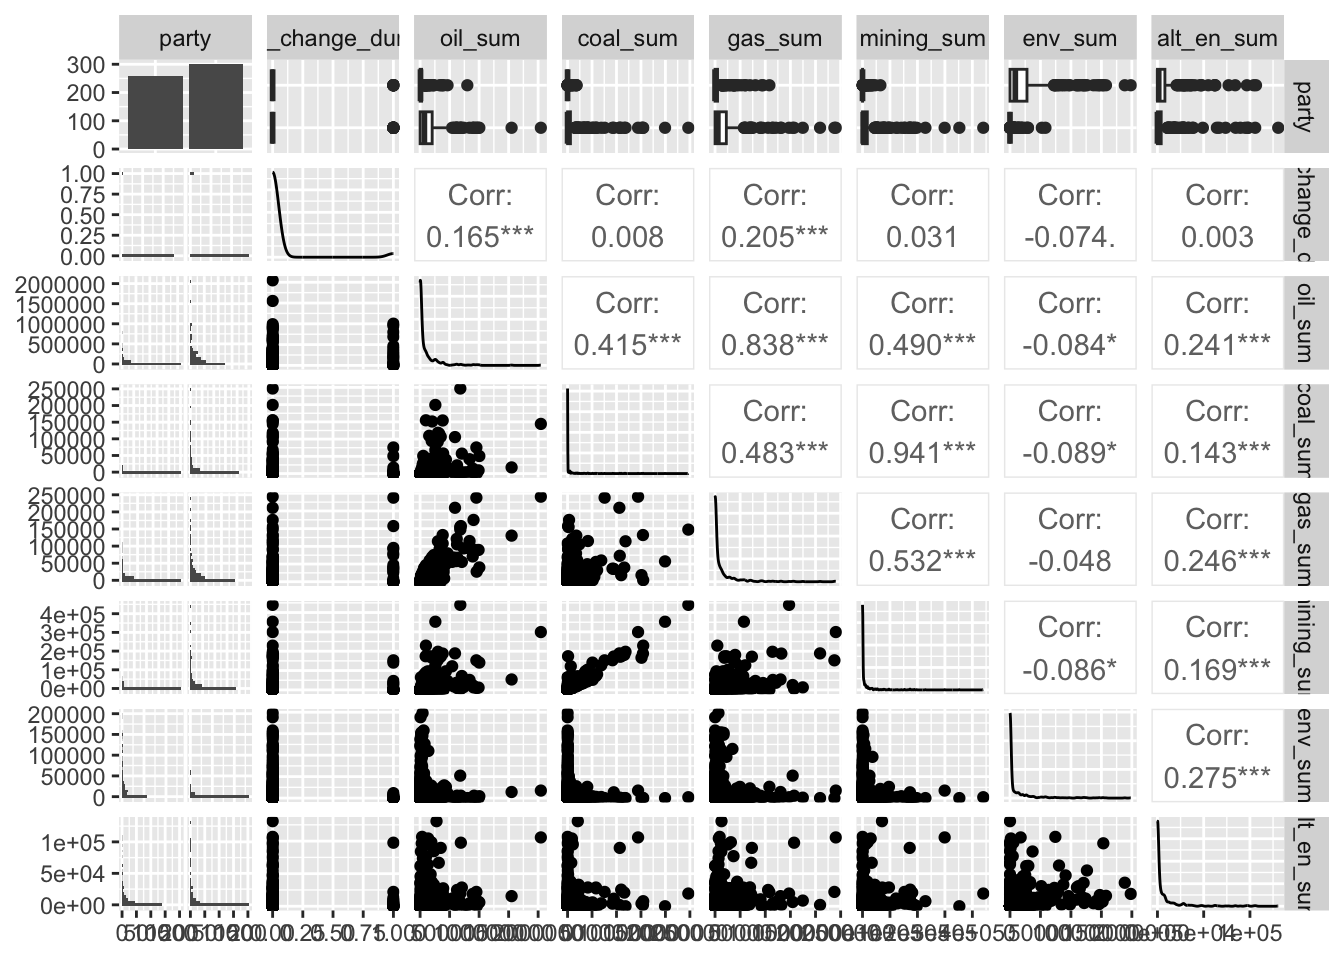 party
_change_dur
oil_sum
coal_sum
gas_sum
mining_sum
env_sum
alt_en_sum
300
200
100
0
party
1.00
0.75
0.50
0.25
0.00
Corr:
0.165***
Corr:
0.008
Corr:
0.205***
Corr:
0.031
Corr:
-0.074.
Corr:
0.003
change_d
2000000
1500000
1000000
500000
0
Corr:
0.415***
Corr:
0.838***
Corr:
0.490***
Corr:
-0.084*
Corr:
0.241***
oil_sum
250000
200000
150000
100000
50000
0
Corr:
0.483***
Corr:
0.941***
Corr:
-0.089*
Corr:
0.143***
coal_sum
250000
200000
150000
100000
50000
0
Corr:
0.532***
Corr:
-0.048
Corr:
0.246***
gas_sum
4e+05
3e+05
2e+05
1e+05
0e+00
Corr:
-0.086*
Corr:
0.169***
ining_su
200000
150000
100000
50000
0
Corr:
0.275***
env_sum
1e+05
5e+04
0e+00
lt_en_sur